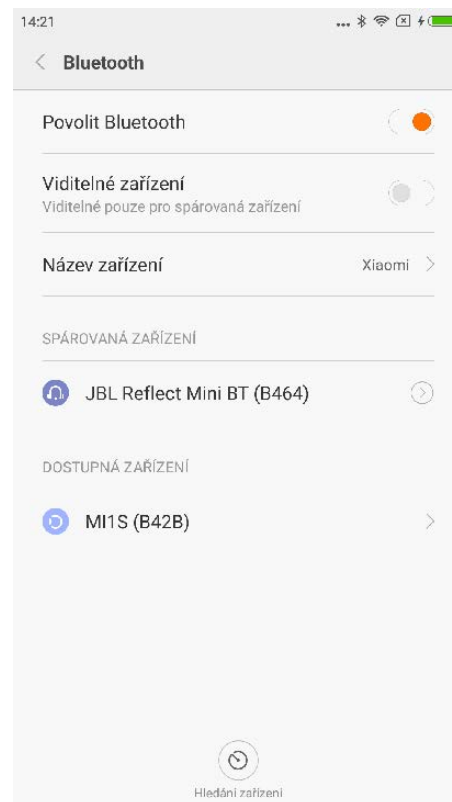 14:21
Bluetooth
Povolit Bluetooth
Viditelné zařízení
Viditelné pouze pro spárovaná zařízení
Název zařízení Xiaomi
SPÁROVANÁ ZAŘÍZENÍ
JBL Reflect Mini BT (B464)
DOSTUPNÁ ZAŘÍZENÍ
MI1S (B42B)
Hledání zařízení